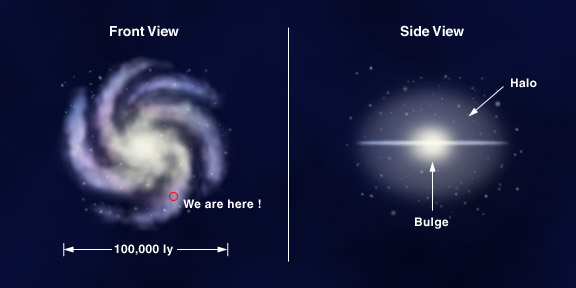 Front View
We are here !
100,000 ly
Side View
Halo
Bulge